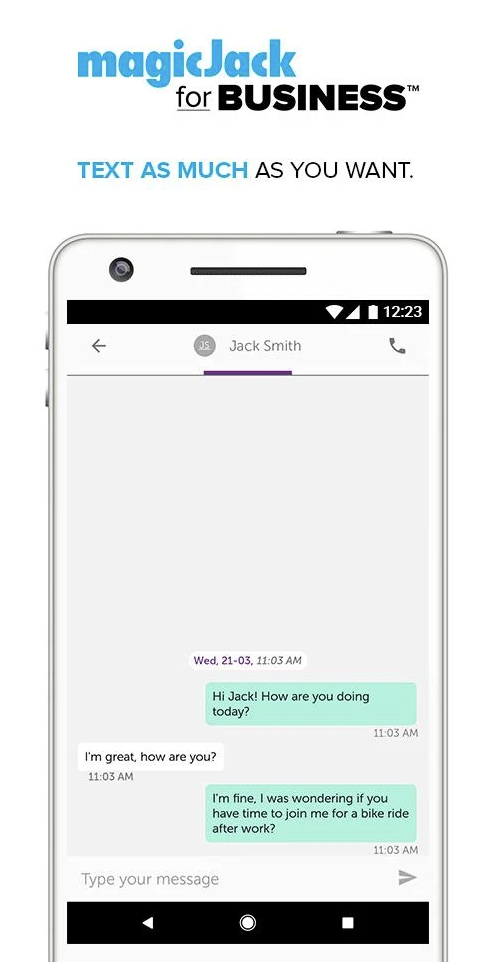 magicJack
for BUSINESS™
TEXT AS MUCH AS YOU WANT.
12:23
JS Jack Smith
Wed, 21-03, 11:03 AM
Hi Jack! How are you doing
today?
11:03 AM
I'm great, how are you?
11:03 AM
I'm fine, I was wondering if you
have time to join me for a bike ride
after work?
11:03 AM
Type your message